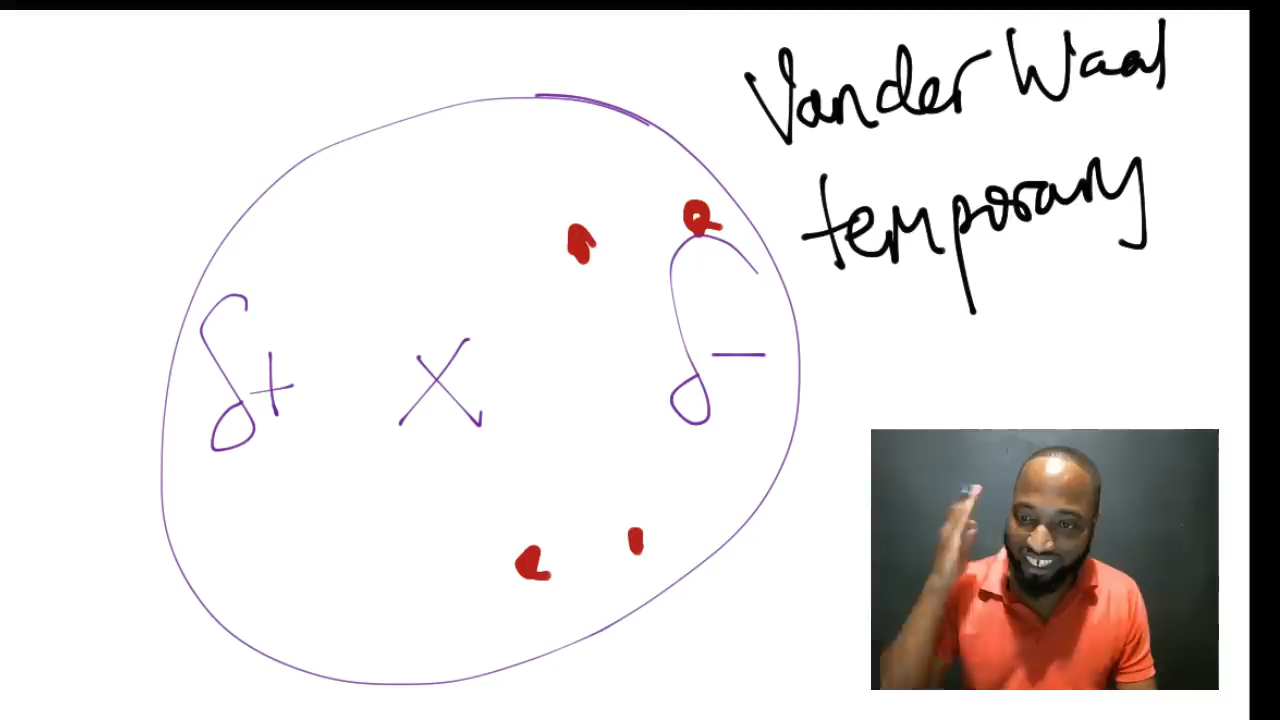 Vander Waal
temporary
δ+ X δ-